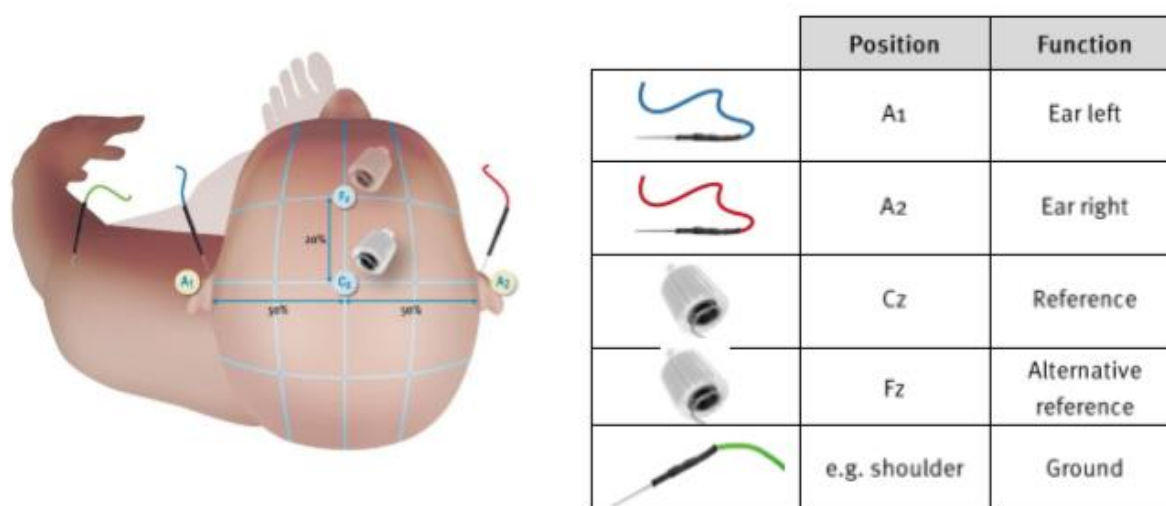 Fz
20%
A1
Cz
A2
50%
50%
Position
Function
A1
Ear left
A2
Ear right
Cz
Reference
Fz
Alternative
reference
e.g. shoulder
Ground